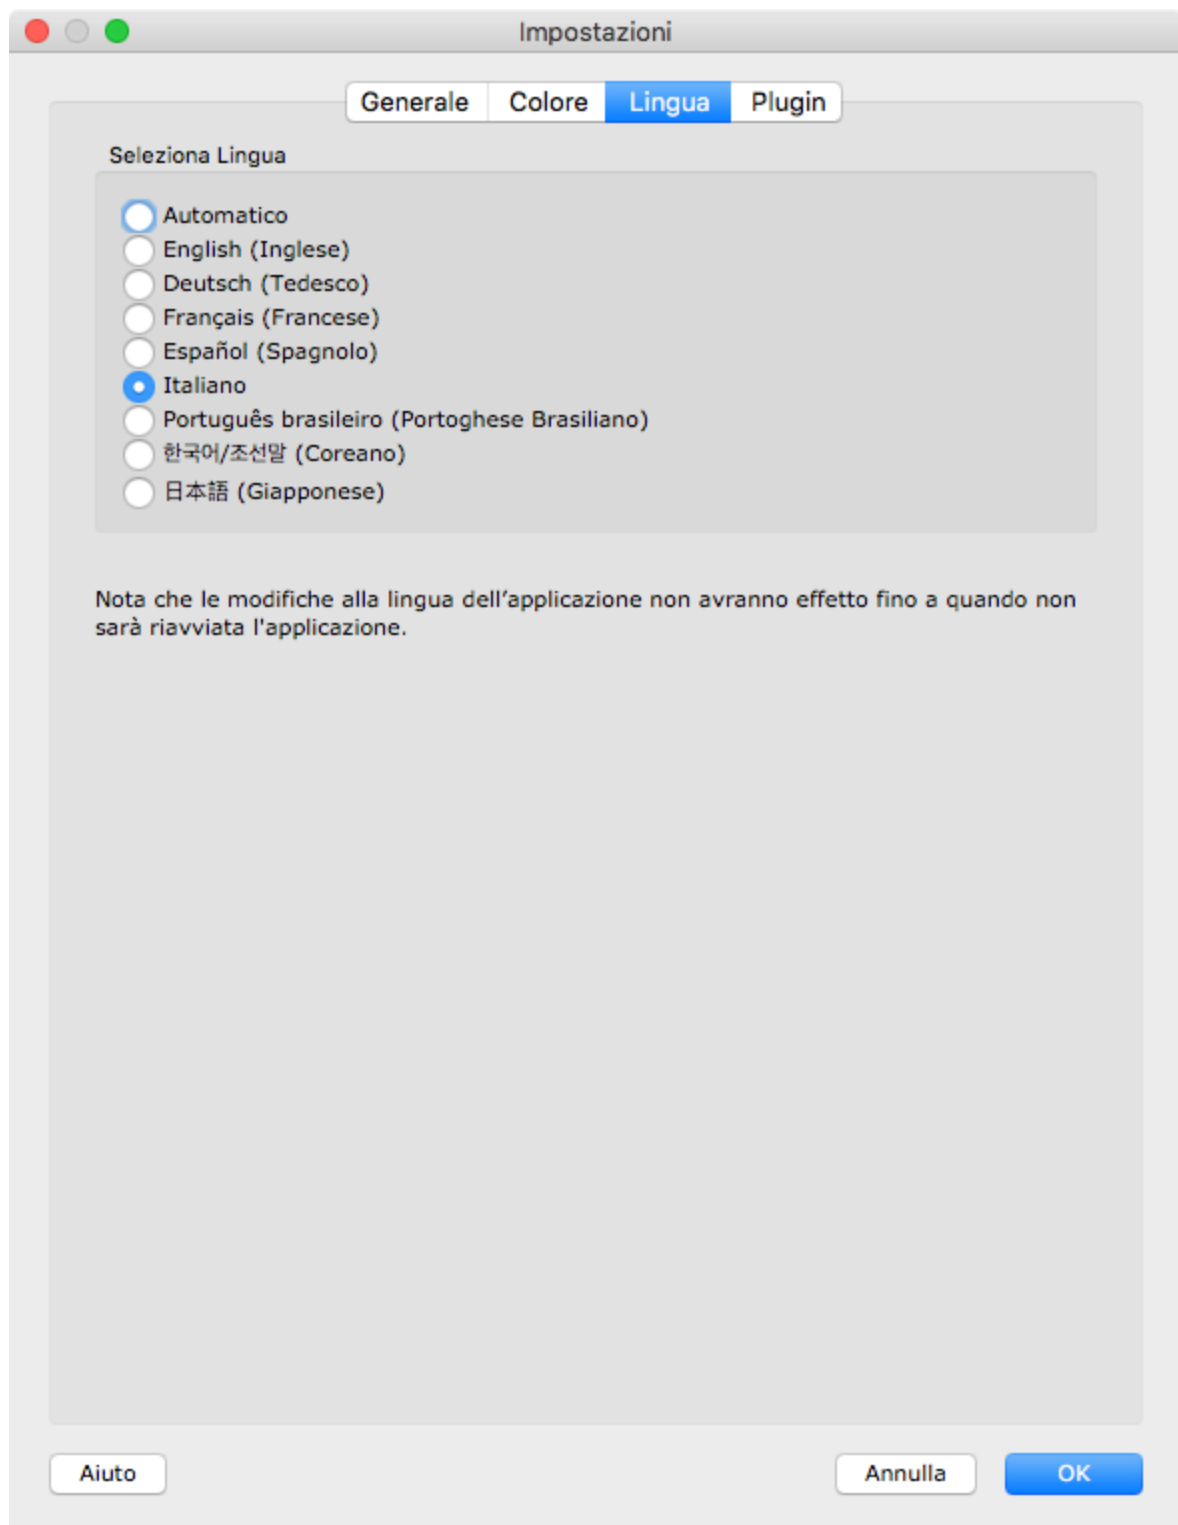 Impostazioni
Generale Colore Lingua Plugin
Seleziona Lingua
Automatico
English (Inglese)
Deutsch (Tedesco)
Français (Francese)
Español (Spagnolo)
Italiano
Português brasileiro (Portoghese Brasiliano)
한국어/조선말 (Coreano)
日本語 (Giapponese)
Nota che le modifiche alla lingua dell’applicazione non avranno effetto fino a quando non
sarà riavviata l'applicazione.
Aiuto Annulla OK